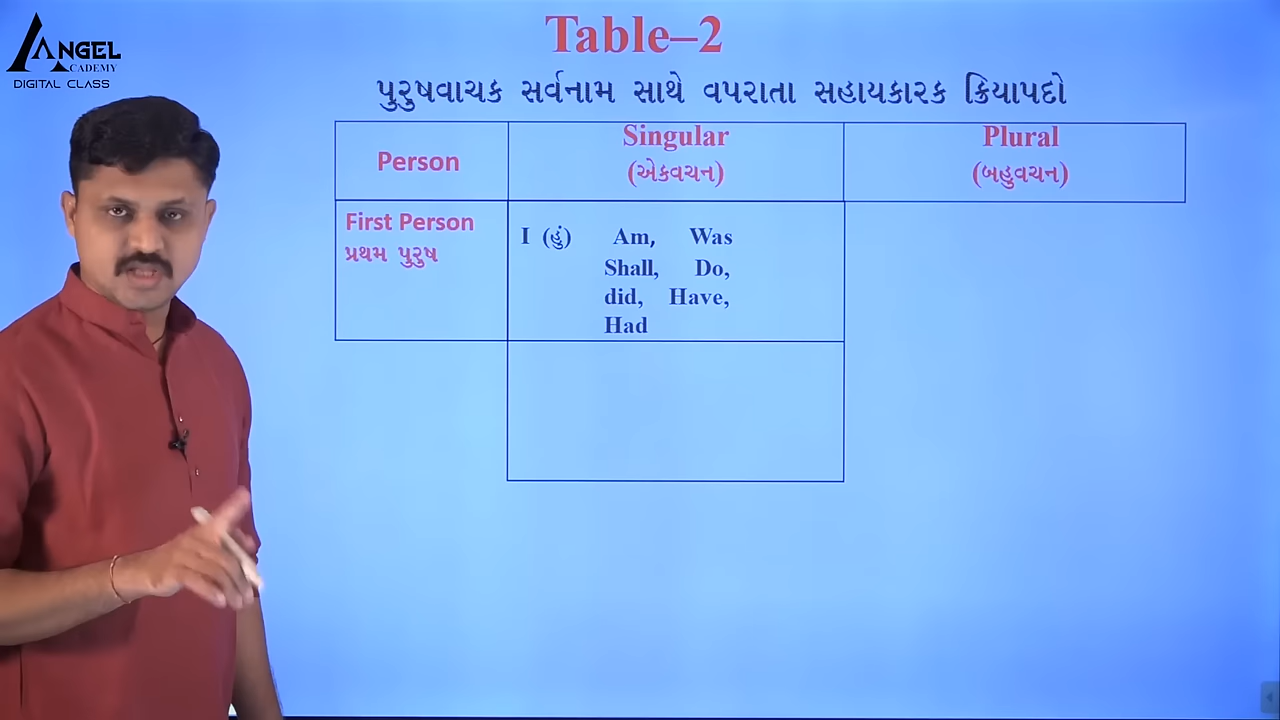 ANGEL
ACADEMY
DIGITAL CLASS
Table–2
પુરુષવાચક સર્વનામ સાથે વપરાતા સહાયકારક ક્રિયાપદો
Person
Singular
(એકવચન)
Plural
(બહુવચન)
First Person
પ્રથમ પુરુષ
I (હું) Am, Was
Shall, Do,
did, Have,
Had